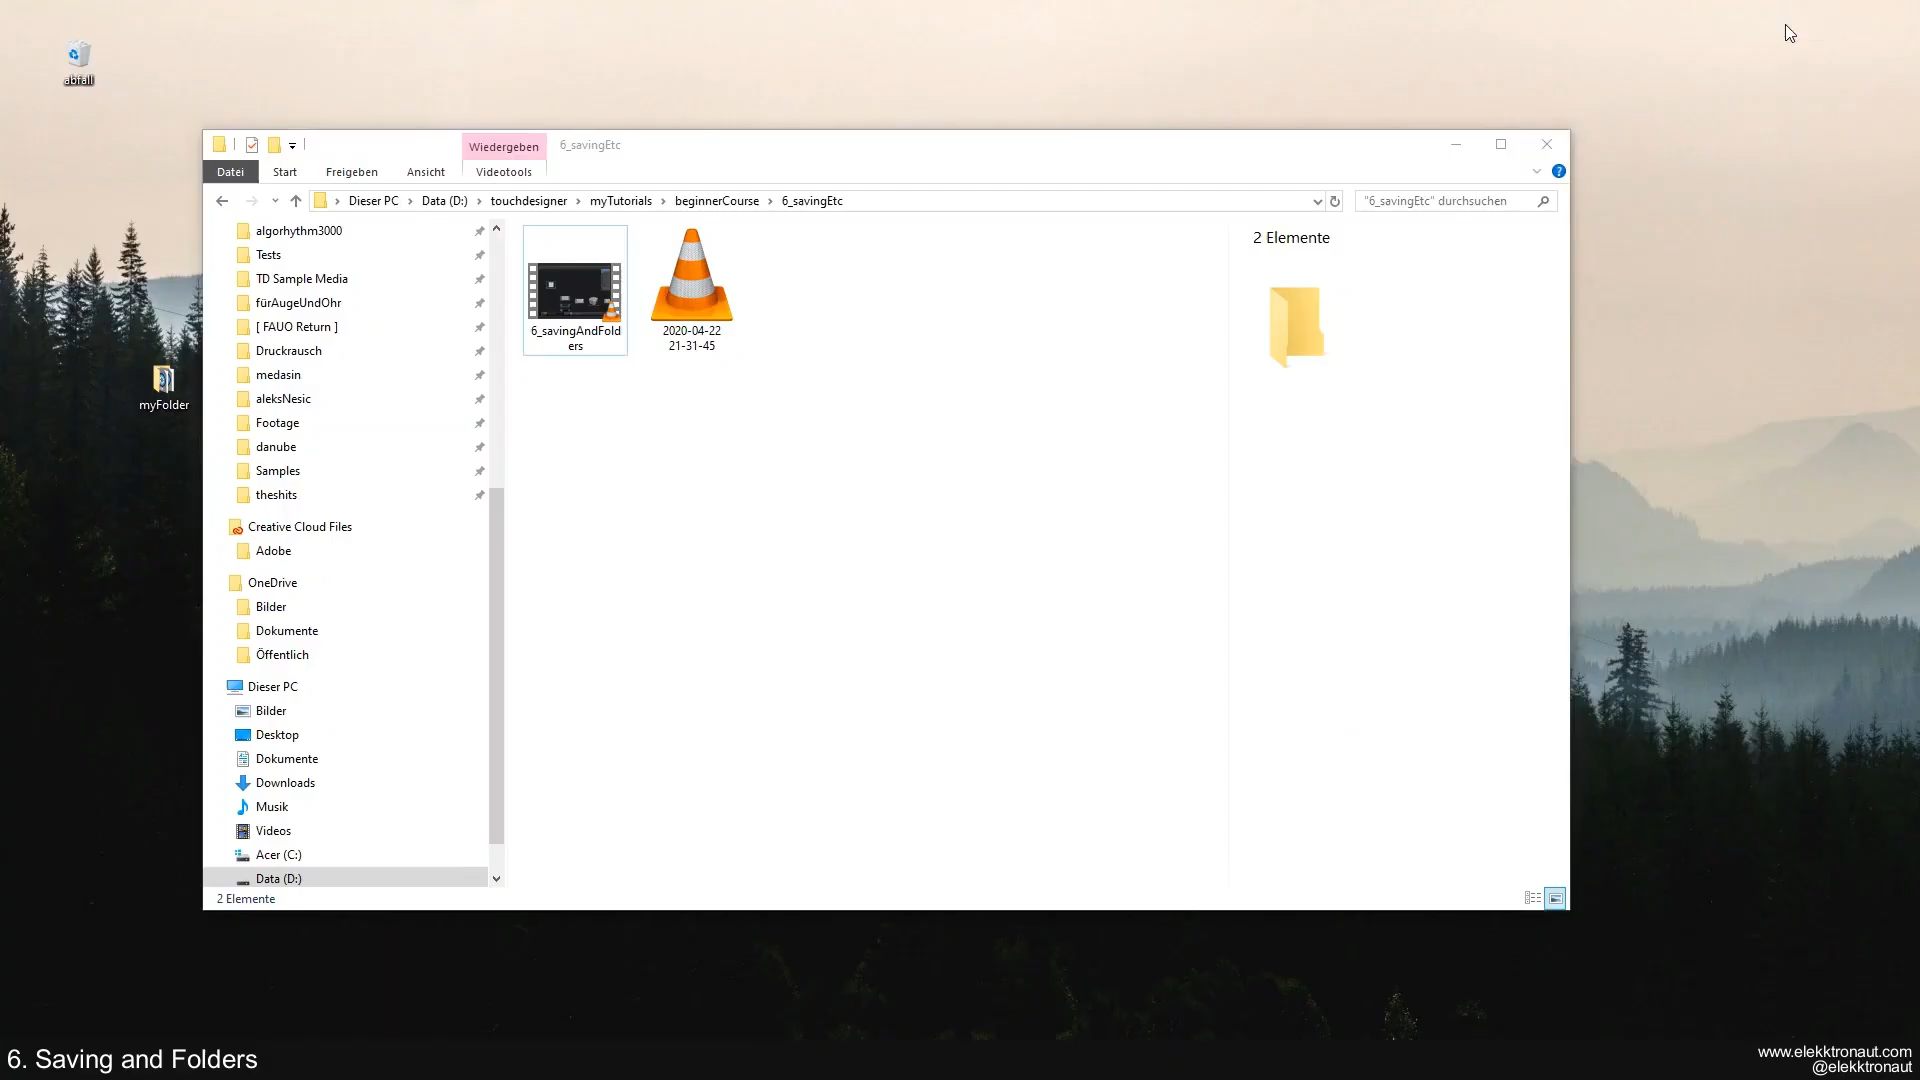 abfall
Wiedergeben
6_savingEtc
Datei
Start
Freigeben
Ansicht
Videotools
Dieser PC
Data (D:)
touchdesigner
myTutorials
beginnerCourse
6_savingEtc
"6_savingEtc" durchsuchen
algorhythm3000
Tests
TD Sample Media
fürAugeUndOhr
[ FAUO Return ]
Druckrausch
medasin
aleksNesic
Footage
danube
Samples
theshits
Creative Cloud Files
Adobe
OneDrive
Bilder
Dokumente
Öffentlich
Dieser PC
Bilder
Desktop
Dokumente
Downloads
Musik
Videos
Acer (C:)
Data (D:)
2 Elemente
6_savingAndFold
ers
2020-04-22
21-31-45
2 Elemente
myFolder
6. Saving and Folders
www.elekktronaut.com
@elekktronaut